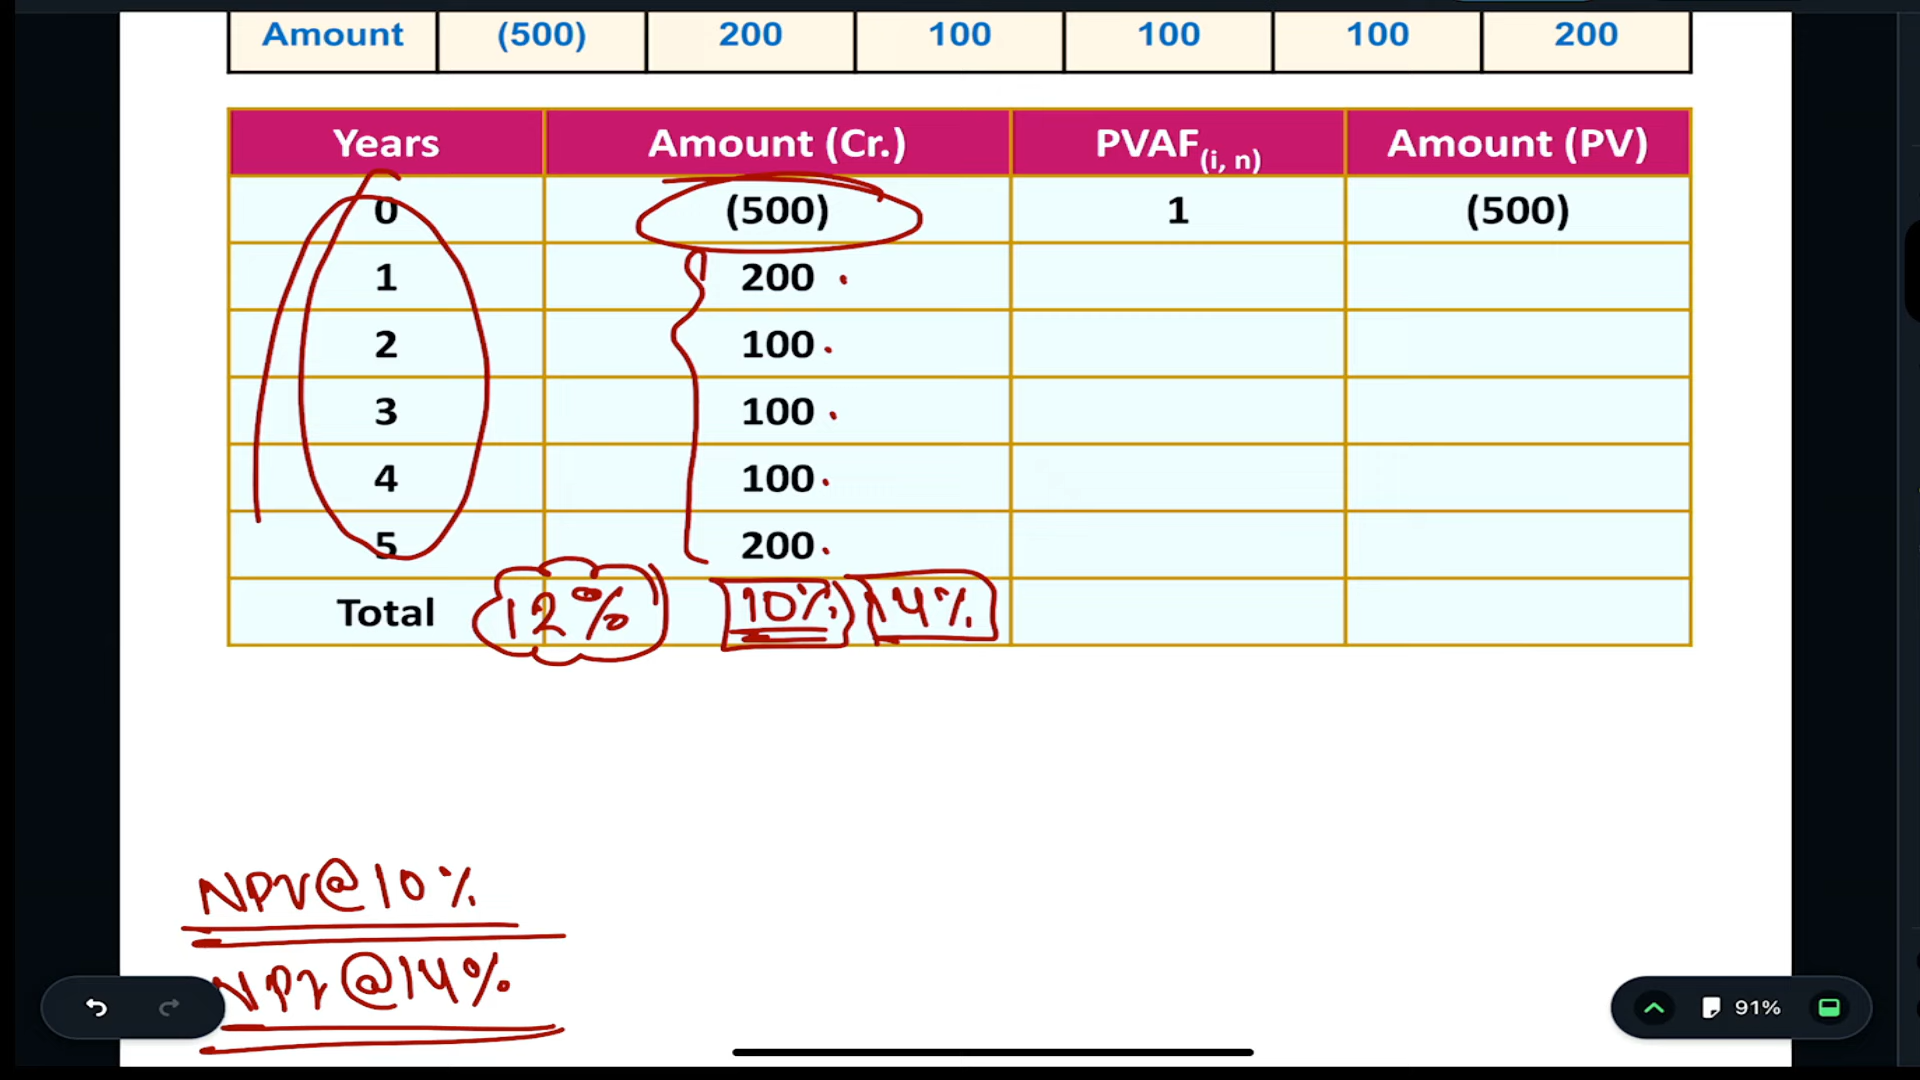 Amount (500) 200 100 100 100 200
Years Amount (Cr.) PVAF(i, n) Amount (PV)
0 (500) 1 (500)
1 200
2 100
3 100
4 100
5 200
Total 12% 10% 14%
NPV@10%
NPV@14%
91%